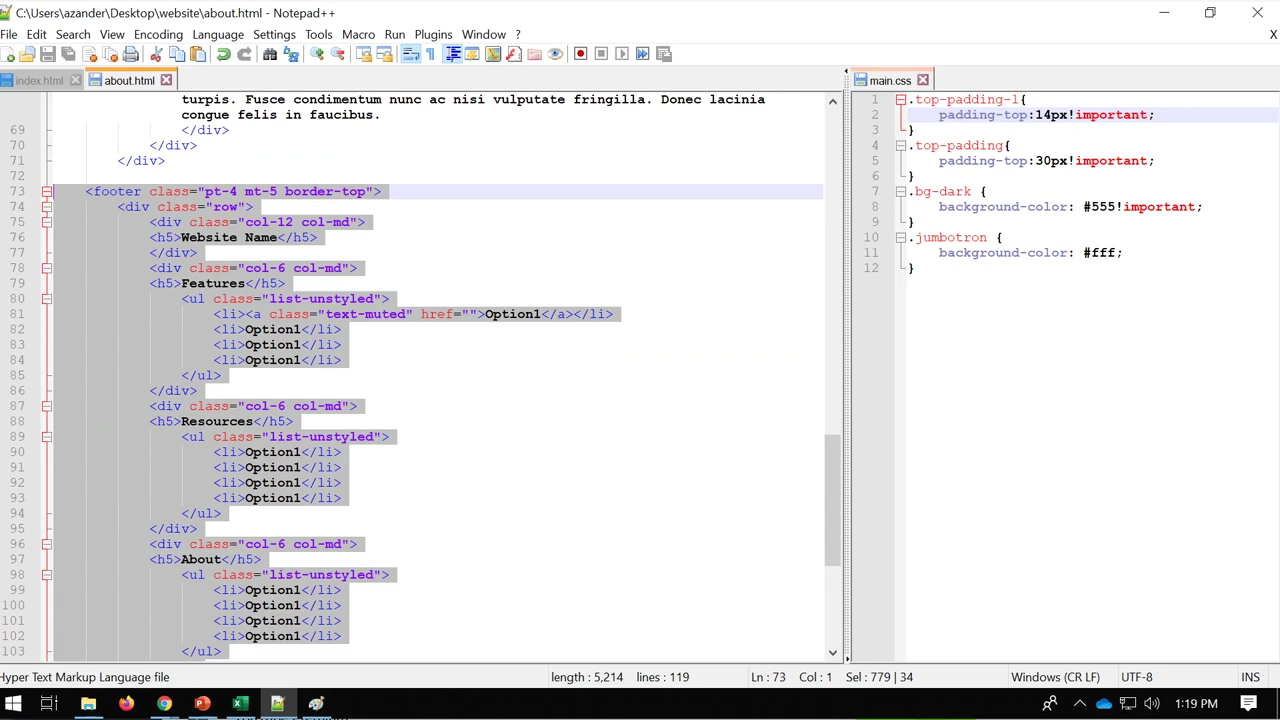 C:\Users\azander\Desktop\website\about.html - Notepad++
File Edit Search View Encoding Language Settings Tools Macro Run Plugins Window ? X
index.html about.html main.css
turpis. Fusce condimentum nunc ac nisi vulputate fringilla. Donec lacinia
congue felis in faucibus.
69 </div>
70 </div>
71 </div>
72
73 <footer class="pt-4 mt-5 border-top">
74 <div class="row">
75 <div class="col-12 col-md">
76 <h5>Website Name</h5>
77 </div>
78 <div class="col-6 col-md">
79 <h5>Features</h5>
80 <ul class="list-unstyled">
81 <li><a class="text-muted" href="">Option1</a></li>
82 <li>Option1</li>
83 <li>Option1</li>
84 <li>Option1</li>
85 </ul>
86 </div>
87 <div class="col-6 col-md">
88 <h5>Resources</h5>
89 <ul class="list-unstyled">
90 <li>Option1</li>
91 <li>Option1</li>
92 <li>Option1</li>
93 <li>Option1</li>
94 </ul>
95 </div>
96 <div class="col-6 col-md">
97 <h5>About</h5>
98 <ul class="list-unstyled">
99 <li>Option1</li>
100 <li>Option1</li>
101 <li>Option1</li>
102 <li>Option1</li>
103 </ul>
1 .top-padding-1{
2 padding-top:14px!important;
3 }
4 .top-padding{
5 padding-top:30px!important;
6 }
7 .bg-dark {
8 background-color: #555!important;
9 }
10 .jumbotron {
11 background-color: #fff;
12 }
Hyper Text Markup Language file length : 5,214 lines : 119 Ln : 73 Col : 1 Sel : 779 | 34 Windows (CR LF) UTF-8 INS
1:19 PM